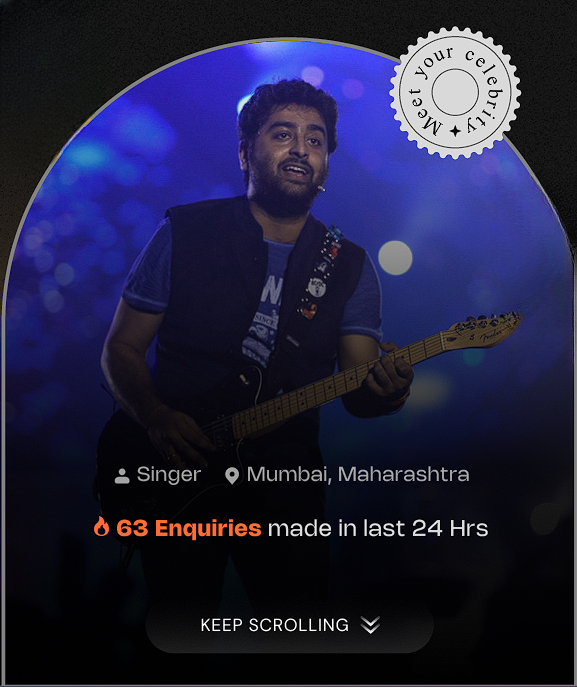 Meet your celebrity
Singer Mumbai, Maharashtra
63 Enquiries made in last 24 Hrs
KEEP SCROLLING